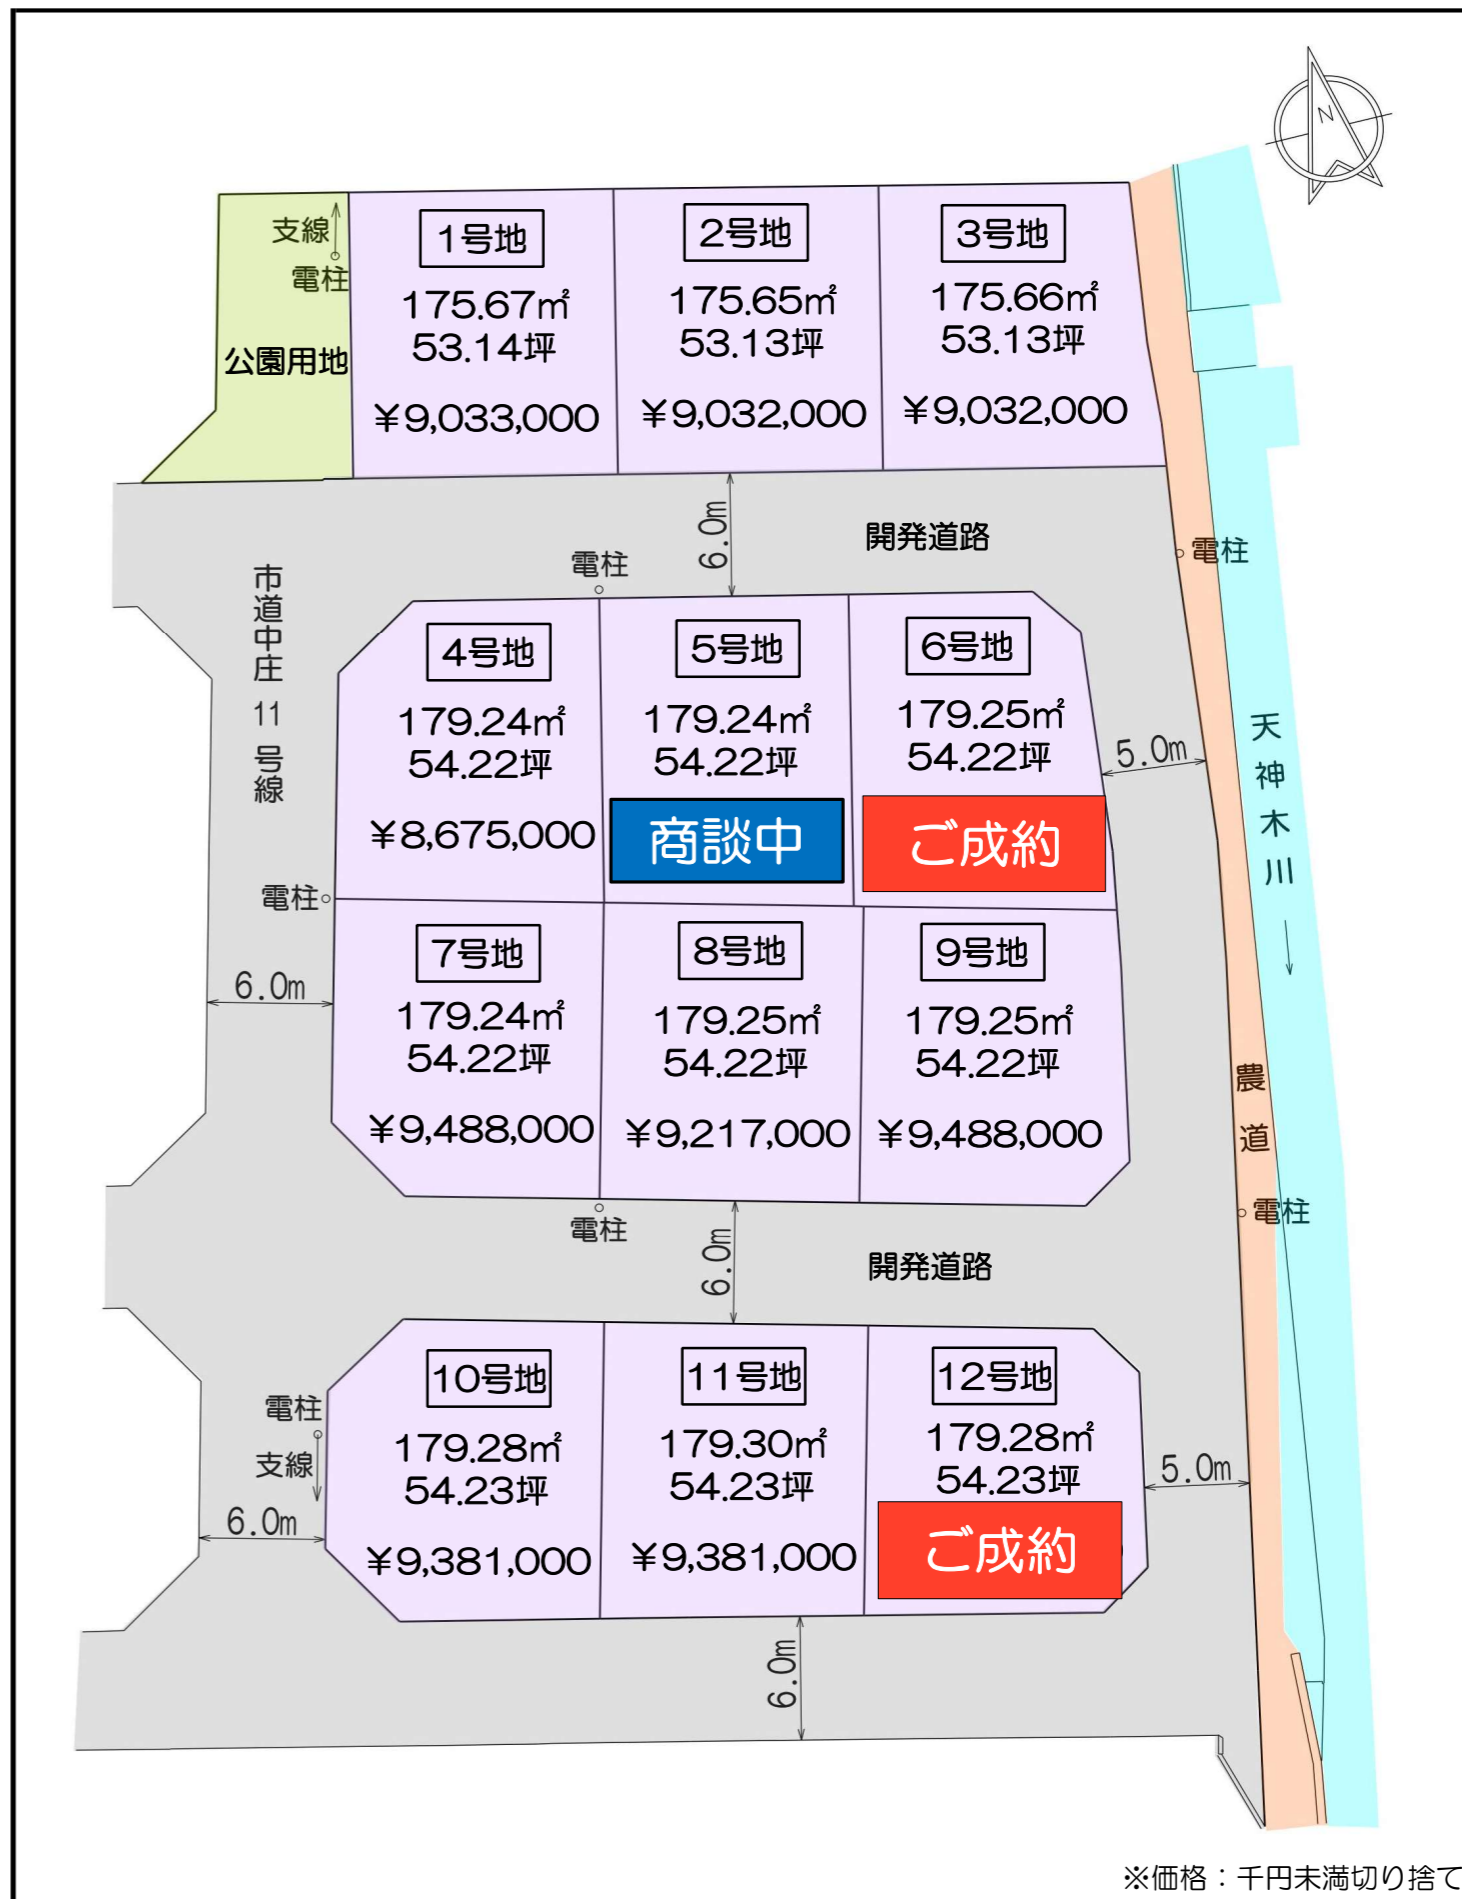 N
支線
電柱
公園用地
1号地
175.67㎡
53.14坪
¥9,033,000
2号地
175.65㎡
53.13坪
¥9,032,000
3号地
175.66㎡
53.13坪
¥9,032,000
6.0m
開発道路
電柱
電柱
市道中庄11号線
4号地
179.24㎡
54.22坪
¥8,675,000
5号地
179.24㎡
54.22坪
商談中
6号地
179.25㎡
54.22坪
ご成約
5.0m
天神木川
電柱
6.0m
7号地
179.24㎡
54.22坪
¥9,488,000
8号地
179.25㎡
54.22坪
¥9,217,000
9号地
179.25㎡
54.22坪
¥9,488,000
農道
電柱
電柱
6.0m
開発道路
電柱
支線
6.0m
10号地
179.28㎡
54.23坪
¥9,381,000
11号地
179.30㎡
54.23坪
¥9,381,000
12号地
179.28㎡
54.23坪
ご成約
5.0m
6.0m
※価格：千円未満切り捨て